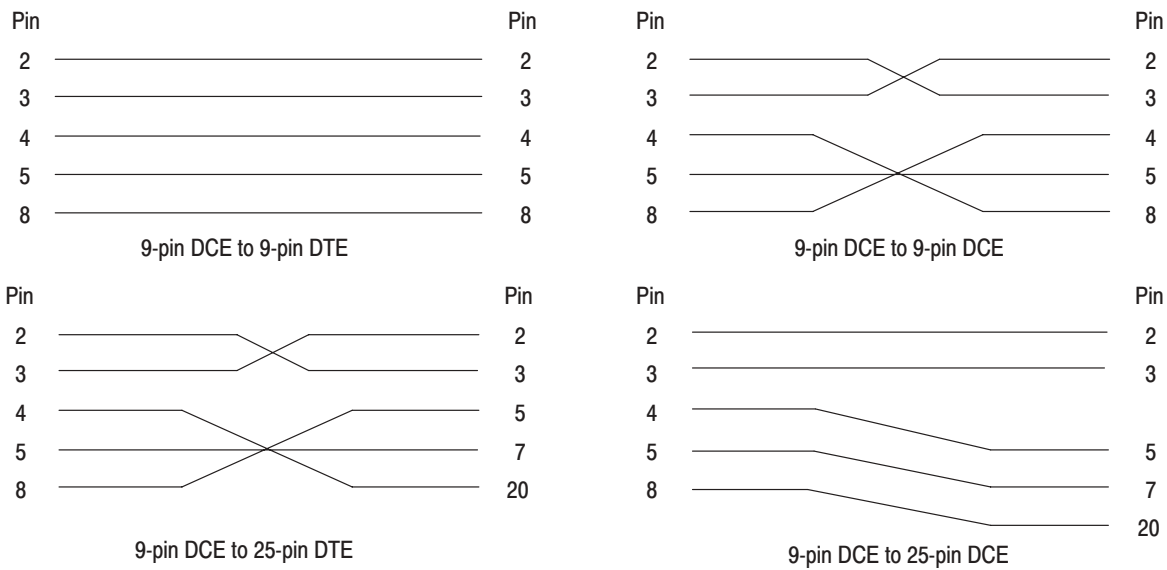 Pin Pin
2 2
3 3
4 4
5 5
8 8
9-pin DCE to 9-pin DTE
Pin Pin
2 2
3 3
4 4
5 5
8 8
9-pin DCE to 9-pin DCE
Pin Pin
2 2
3 3
4 5
5 7
8 20
9-pin DCE to 25-pin DTE
Pin Pin
2 2
3 3
4
5 5
8 7
20
9-pin DCE to 25-pin DCE